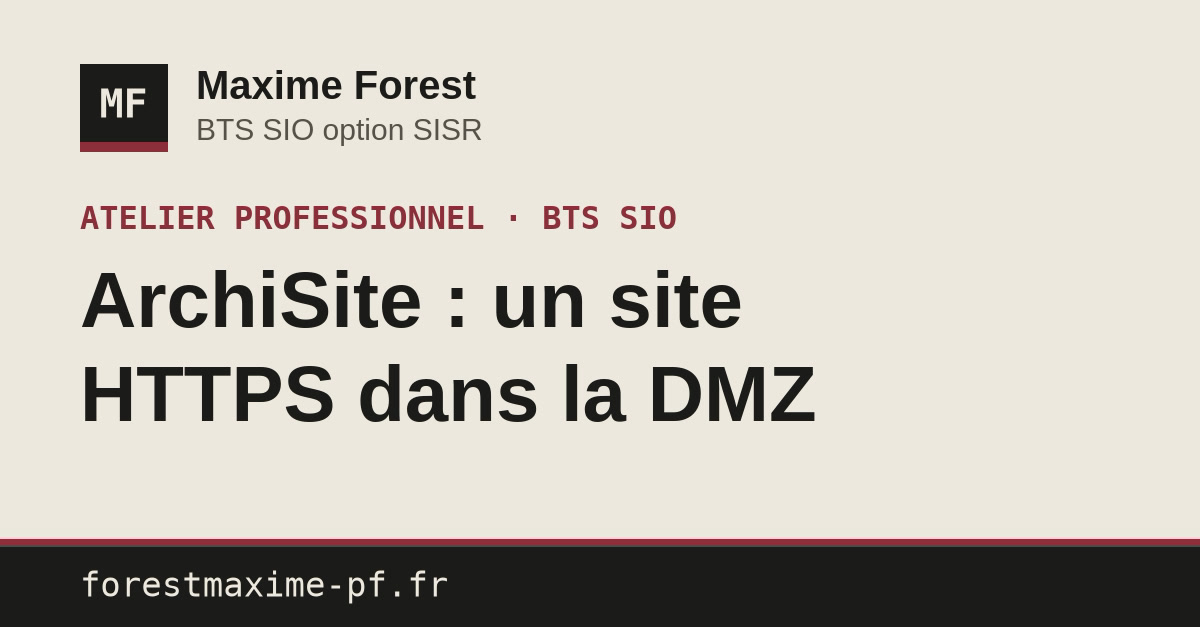 MF
Maxime Forest
BTS SIO option SISR
ATELIER PROFESSIONNEL · BTS SIO
ArchiSite : un site
HTTPS dans la DMZ
forestmaxime-pf.fr